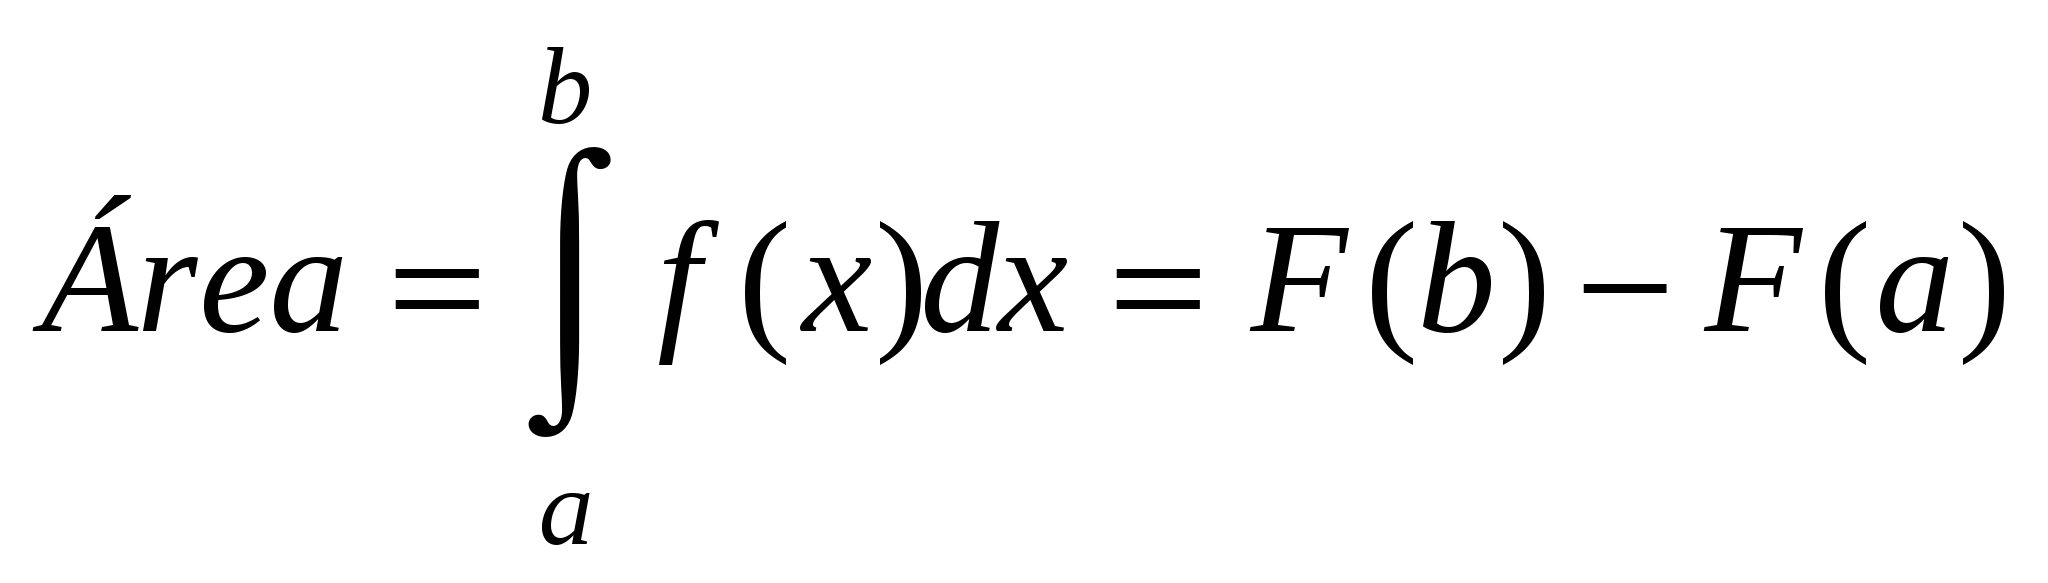 b
Área = ∫ f(x)dx = F(b) − F(a)
a